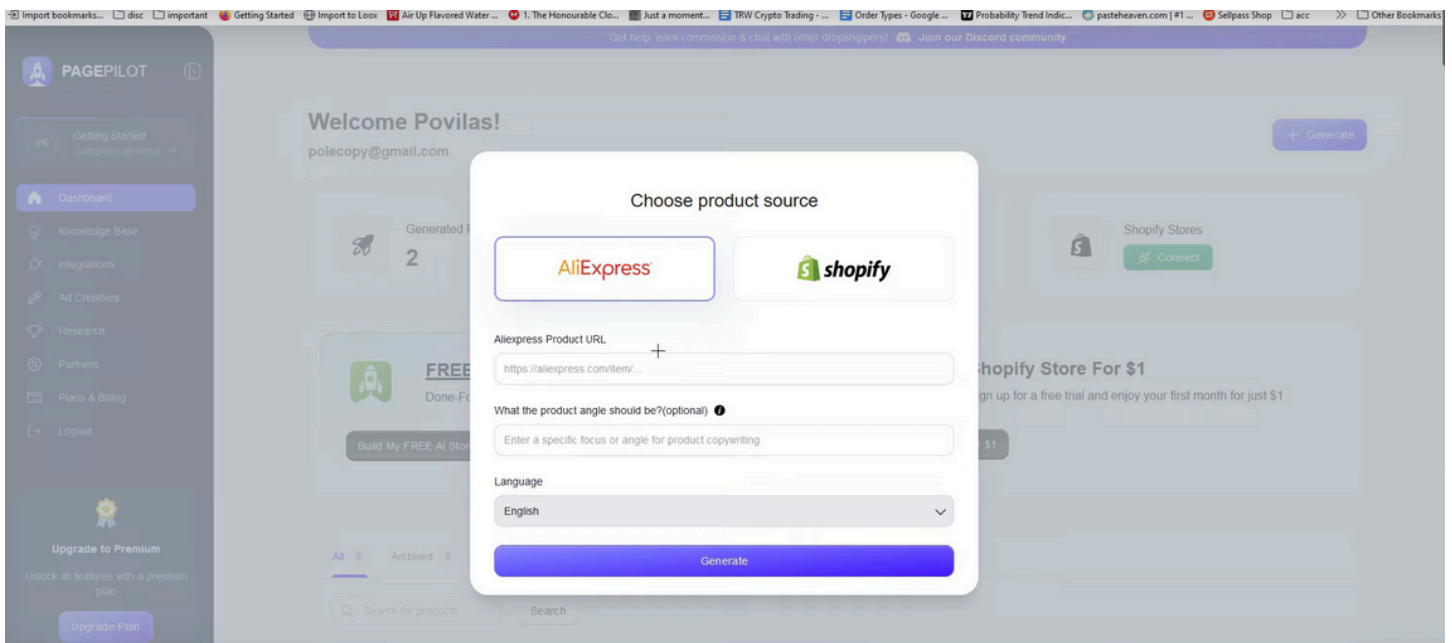 Import bookmarks...
disc
important
Getting Started
Import to Loox
Air Up Flavored Water ...
1. The Honourable Clo...
Just a moment...
TRW Crypto Trading - ...
Order Types - Google ...
Probability Trend Indic...
pasteheaven.com | #1 ...
Sellpass Shop
acc
Other Bookmarks
Get help, earn commission & chat with other dropshippers! Join our Discord community
PAGEPILOT
0%
Getting Started
Complete all steps →
Dashboard
Knowledge Base
Integrations
Ad Creatives
Research
Partners
Plans & Billing
Logout
Upgrade to Premium
Unlock all features with a premium
plan
Upgrade Plan
Welcome Povilas!
polecopy@gmail.com
+ Generate
Generated
2
Shopify Stores
Connect
FREE
Done-Fo
Build My FREE AI Stor
hopify Store For $1
gn up for a free trial and enjoy your first month for just $1
$1
All 2
Archived 0
Search for products
Search
Choose product source
AliExpress
shopify
Aliexpress Product URL
https://aliexpress.com/item/...
What the product angle should be?(optional)
Enter a specific focus or angle for product copywriting
Language
English
Generate